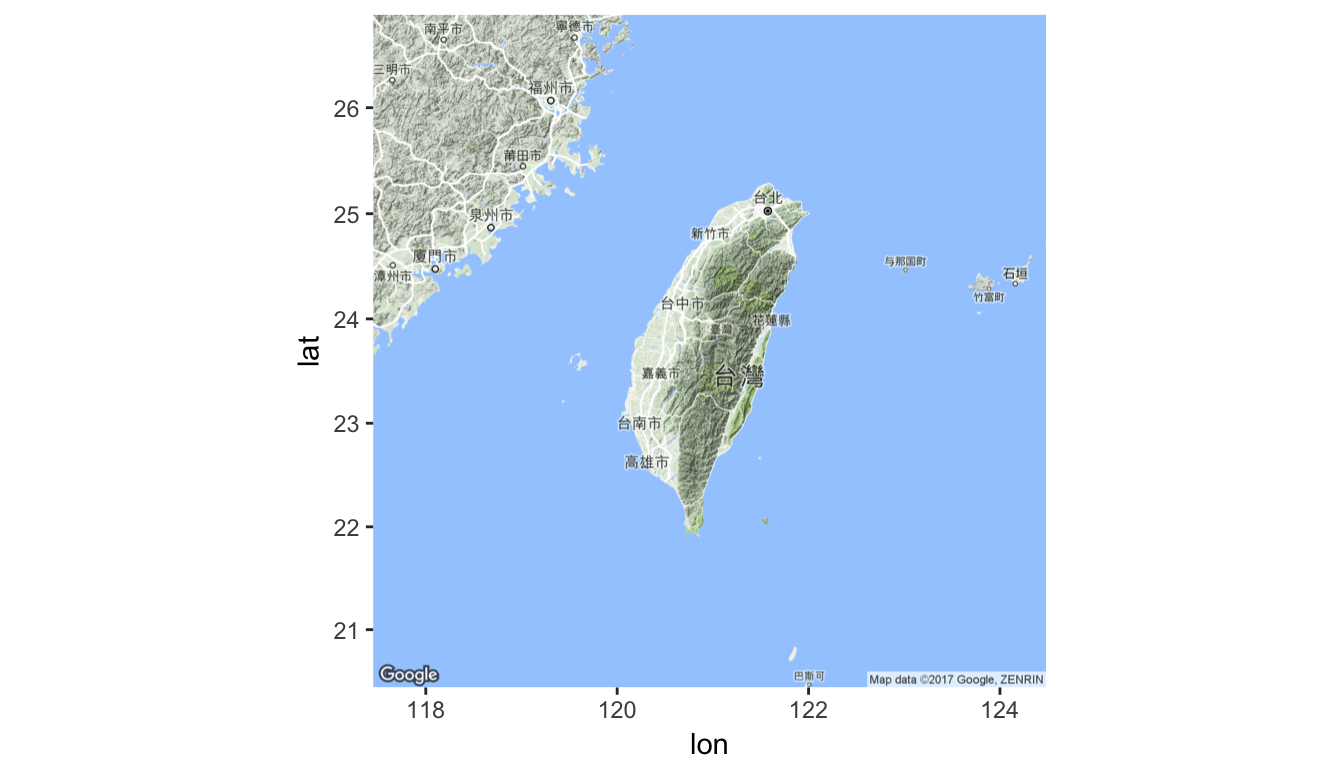 南平市
寧德市
三明市
福州市
莆田市
泉州市
廈門市
漳州市
台北
新竹市
与那国町
石垣
竹富町
台中市
花蓮縣
臺灣
嘉義市
台灣
台南市
高雄市
巴斯可
Google
Map data ©2017 Google, ZENRIN
26
25
24
23
22
21
lat
118
120
122
124
lon